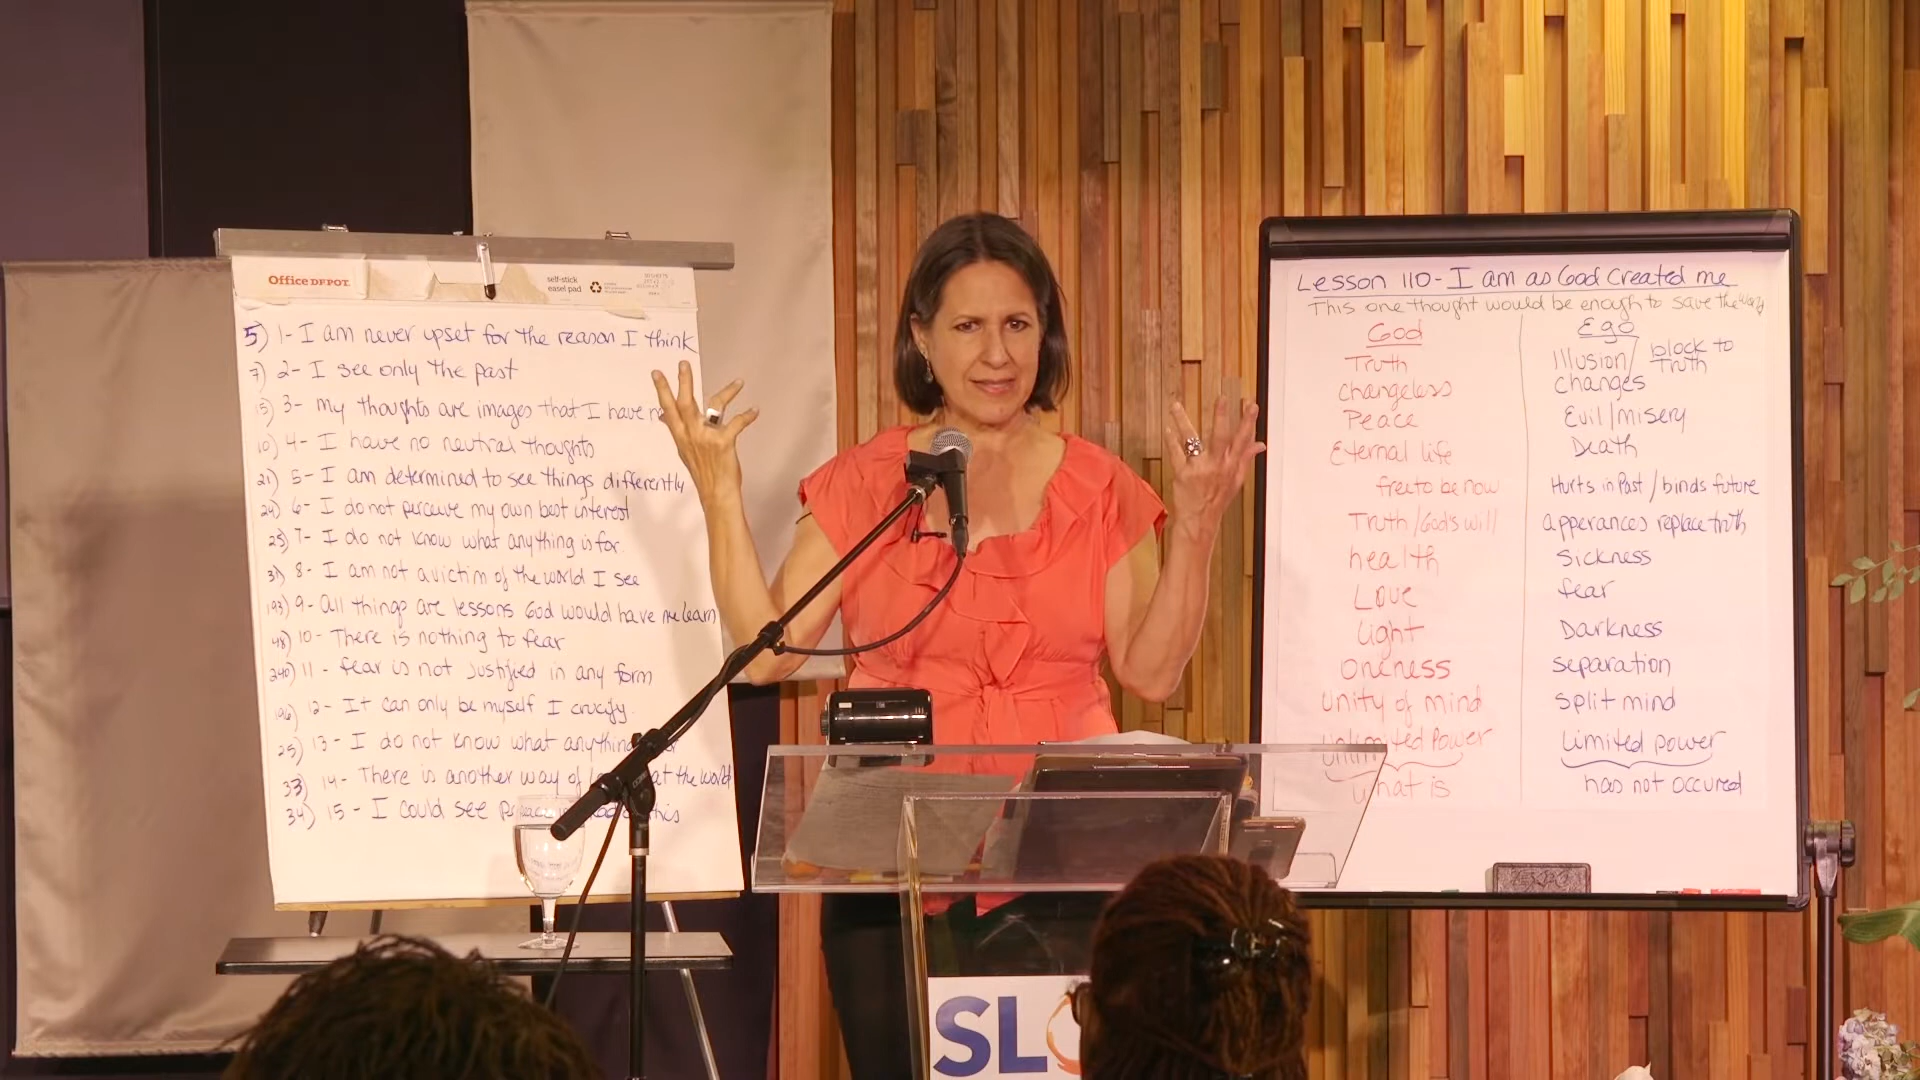 Office DEPOT.
self-stick
easel pad
5) 1- I am never upset for the reason I think
7) 2- I see only the past
15) 3- my thoughts are images that I have
10) 4- I have no neutral thoughts
21) 5- I am determined to see things differently
24) 6- I do not perceive my own best interest
25) 7- I do not know what anything is for.
31) 8- I am not a victim of the world I see
193) 9- All things are lessons God would have me learn
48) 10- There is nothing to fear
240) 11- fear is not justified in any form
196) 12- It can only be myself I crucify.
25) 13- I do not know what anything
33) 14- There is another way of at the world
34) 15- I could see peace this
Lesson 110- I am as God Created me
This one thought would be enough to save the
God
Truth
changeless
Peace
Eternal life
free to be now
Truth/God's will
health
Love
Light
oneness
unity of mind
unlimited Power
what is
Ego
Illusion/ block to Truth
changes
Evil/misery
Death
Hurts in Past/binds future
apperances replace truth
Sickness
fear
Darkness
separation
split mind
Limited power
has not occured
SL